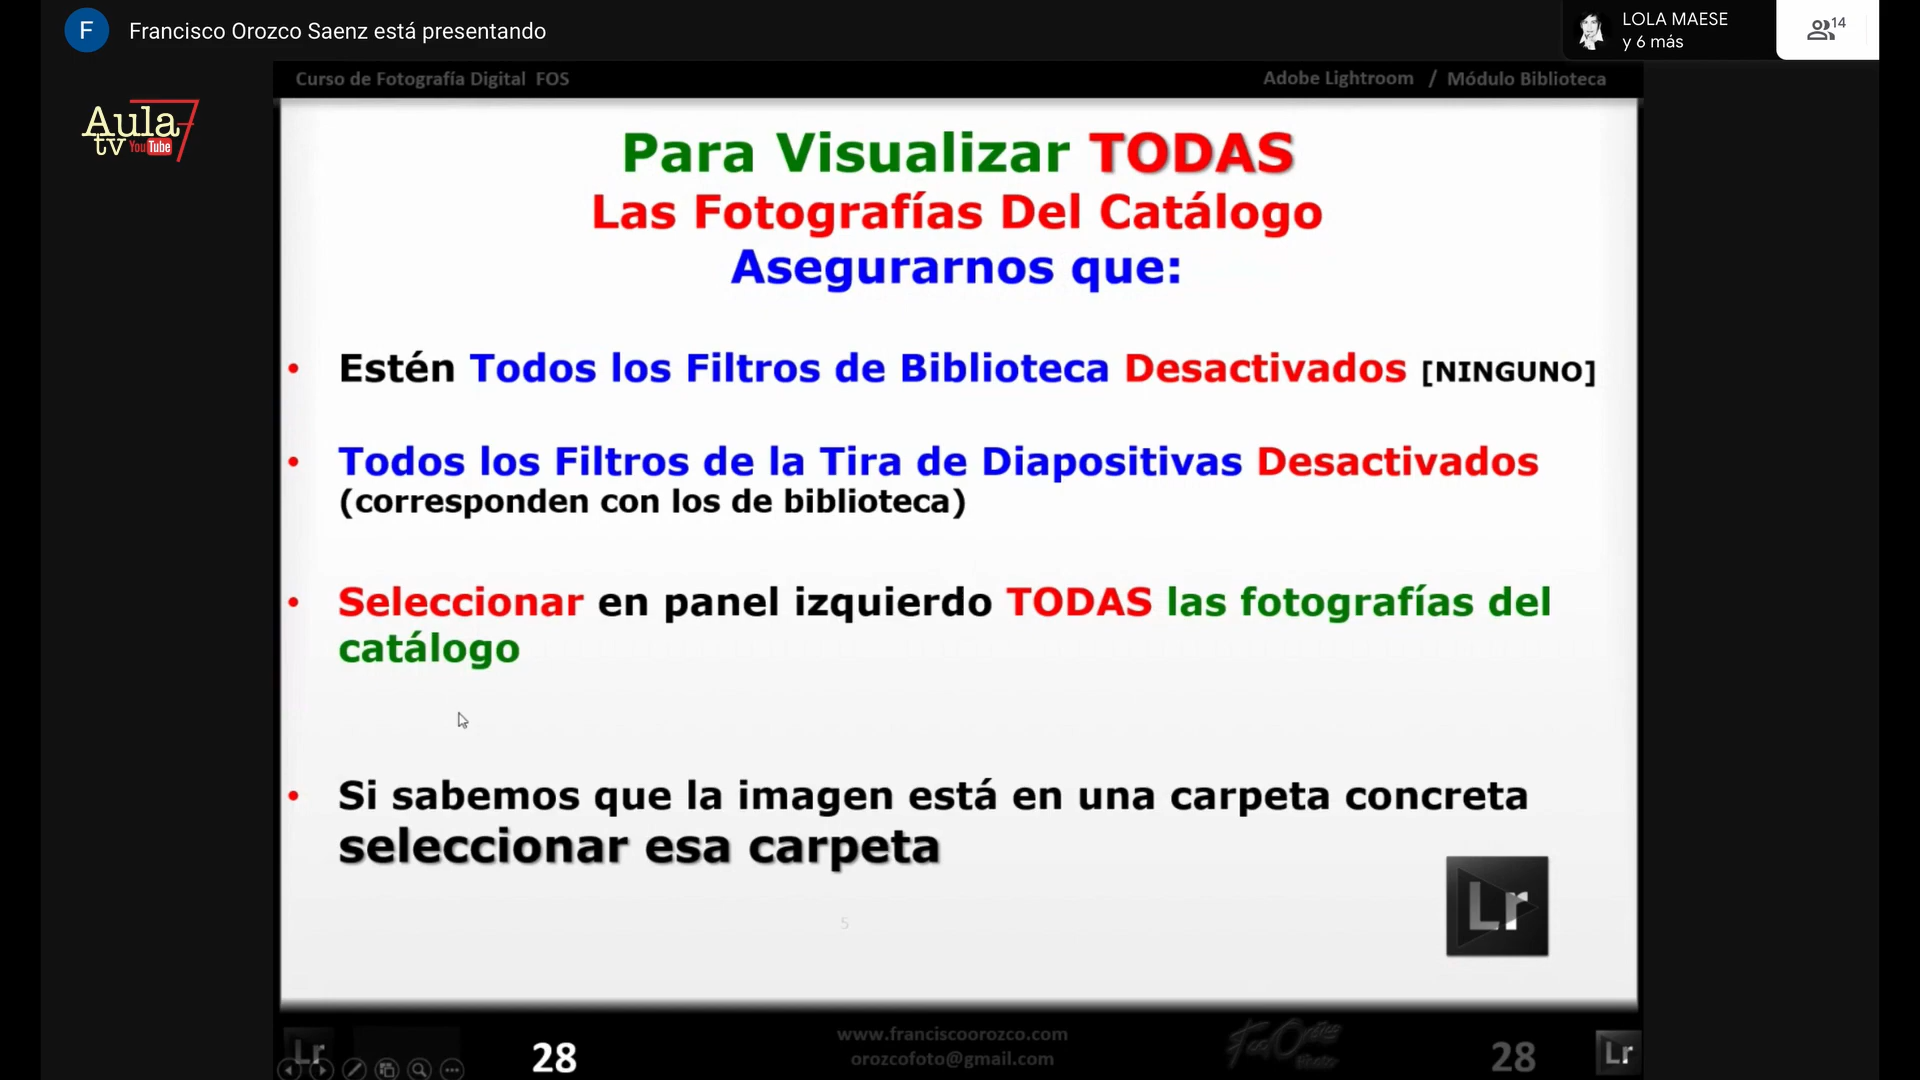 F Francisco Orozco Saenz está presentando
LOLA MAESE
y 6 más
14
Curso de Fotografía Digital FOS
Adobe Lightroom / Módulo Biblioteca
Aula 7
tv YouTube
Para Visualizar TODAS
Las Fotografías Del Catálogo
Asegurarnos que:
• Estén Todos los Filtros de Biblioteca Desactivados [NINGUNO]
• Todos los Filtros de la Tira de Diapositivas Desactivados
(corresponden con los de biblioteca)
• Seleccionar en panel izquierdo TODAS las fotografías del
catálogo
• Si sabemos que la imagen está en una carpeta concreta
seleccionar esa carpeta
5
Lr
Lr
28
www.franciscoorozco.com
orozcofoto@gmail.com
28
Lr